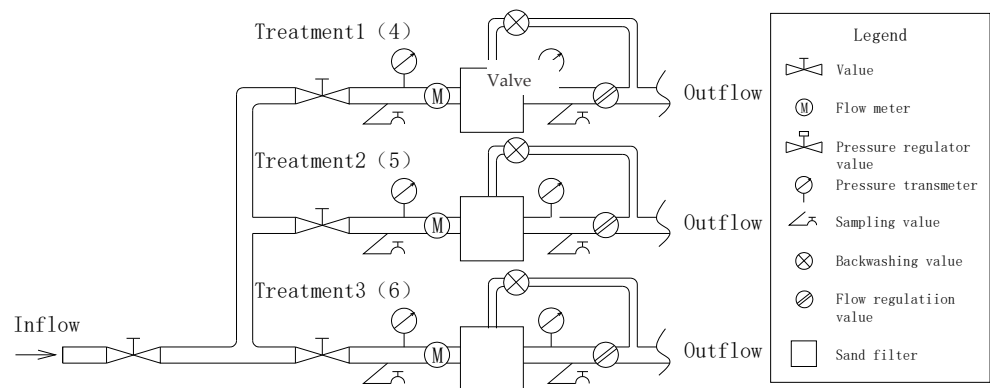 Treatment1 (4)
Valve
M
Outflow
Treatment2 (5)
M
Outflow
Treatment3 (6)
M
Outflow
Inflow
Legend
Value
M Flow meter
Pressure regulator
value
Pressure transmeter
Sampling value
Backwashing value
Flow regulatiion
value
Sand filter